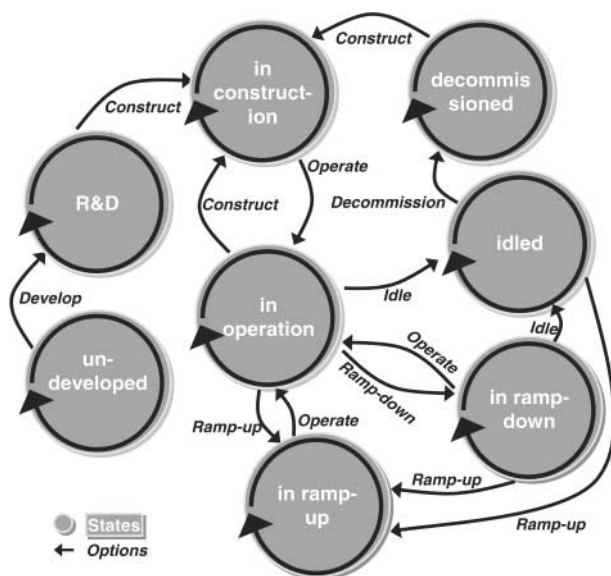 Construct
in
construct-
ion
decommis
sioned
Construct
R&D
Operate
Construct
Decommission
idled
Develop
in
operation
Idle
Idle
un-
developed
Operate
Ramp-down
in ramp-
down
Ramp-up
Operate
in ramp-
up
Ramp-up
Ramp-up
States
Options